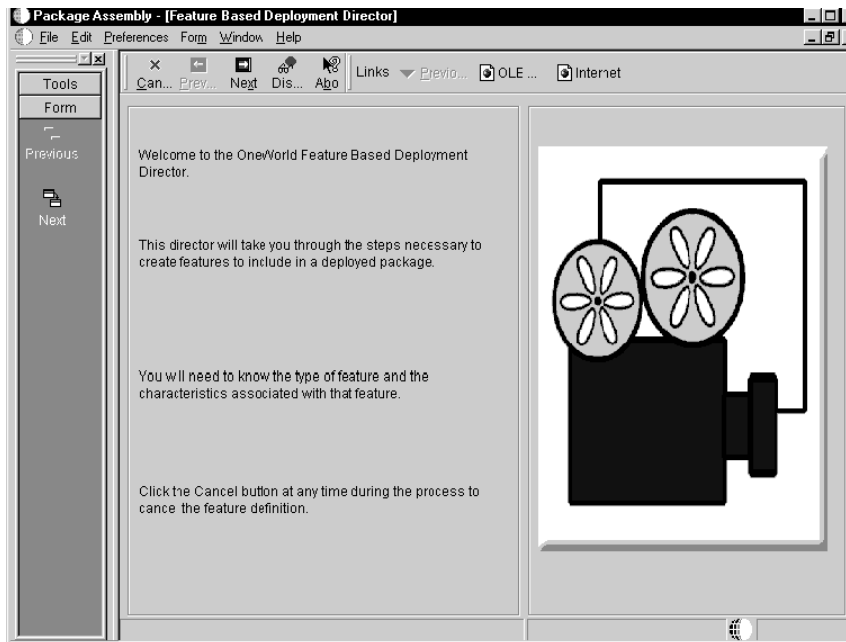 Package Assembly - [Feature Based Deployment Director]
File Edit Preferences Form Window Help
Can... Prev... Next Dis... Abo Links Previo... OLE ... Internet
Tools
Form
Previous
Next
Welcome to the OneWorld Feature Based Deployment
Director.
This director will take you through the steps necessary to
create features to include in a deployed package.
You will need to know the type of feature and the
characteristics associated with that feature.
Click the Cancel button at any time during the process to
cancel the feature definition.